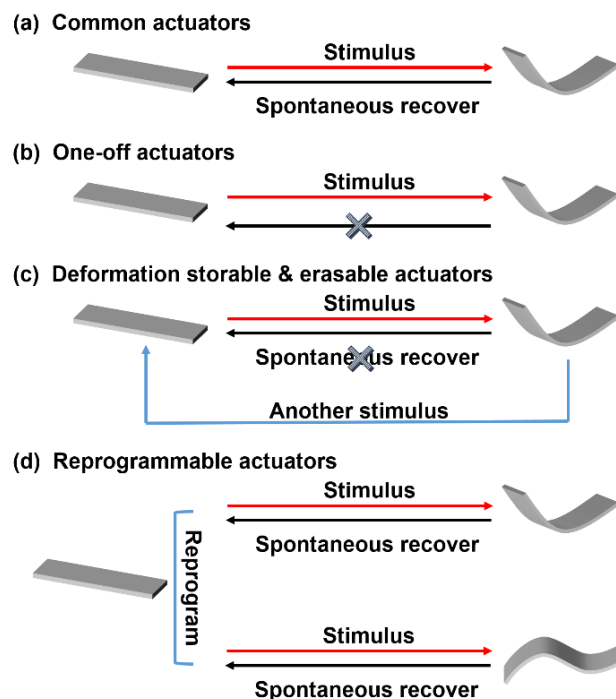 (a) Common actuators
Stimulus
Spontaneous recover
(b) One-off actuators
Stimulus
(c) Deformation storable & erasable actuators
Stimulus
Spontaneous recover
Another stimulus
(d) Reprogrammable actuators
Stimulus
Spontaneous recover
Reprogram
Stimulus
Spontaneous recover